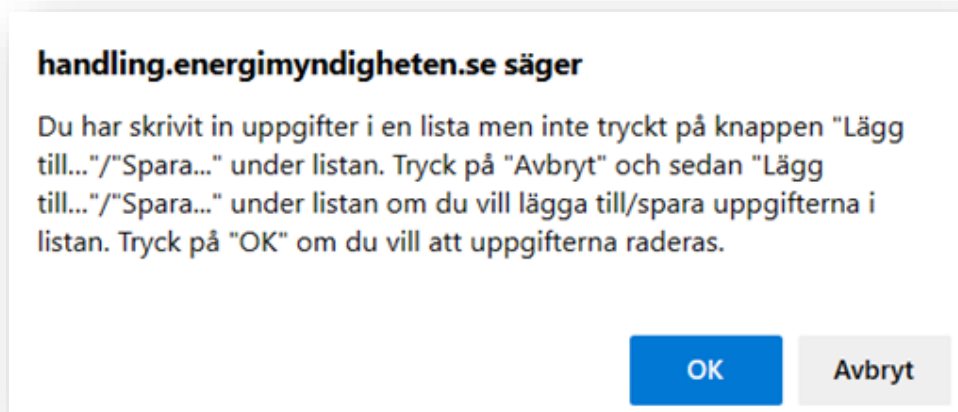 handling.energimyndigheten.se säger
Du har skrivit in uppgifter i en lista men inte tryckt på knappen "Lägg
till..."/"Spara..." under listan. Tryck på "Avbryt" och sedan "Lägg
till..."/"Spara..." under listan om du vill lägga till/spara uppgifterna i
listan. Tryck på "OK" om du vill att uppgifterna raderas.
OK
Avbryt